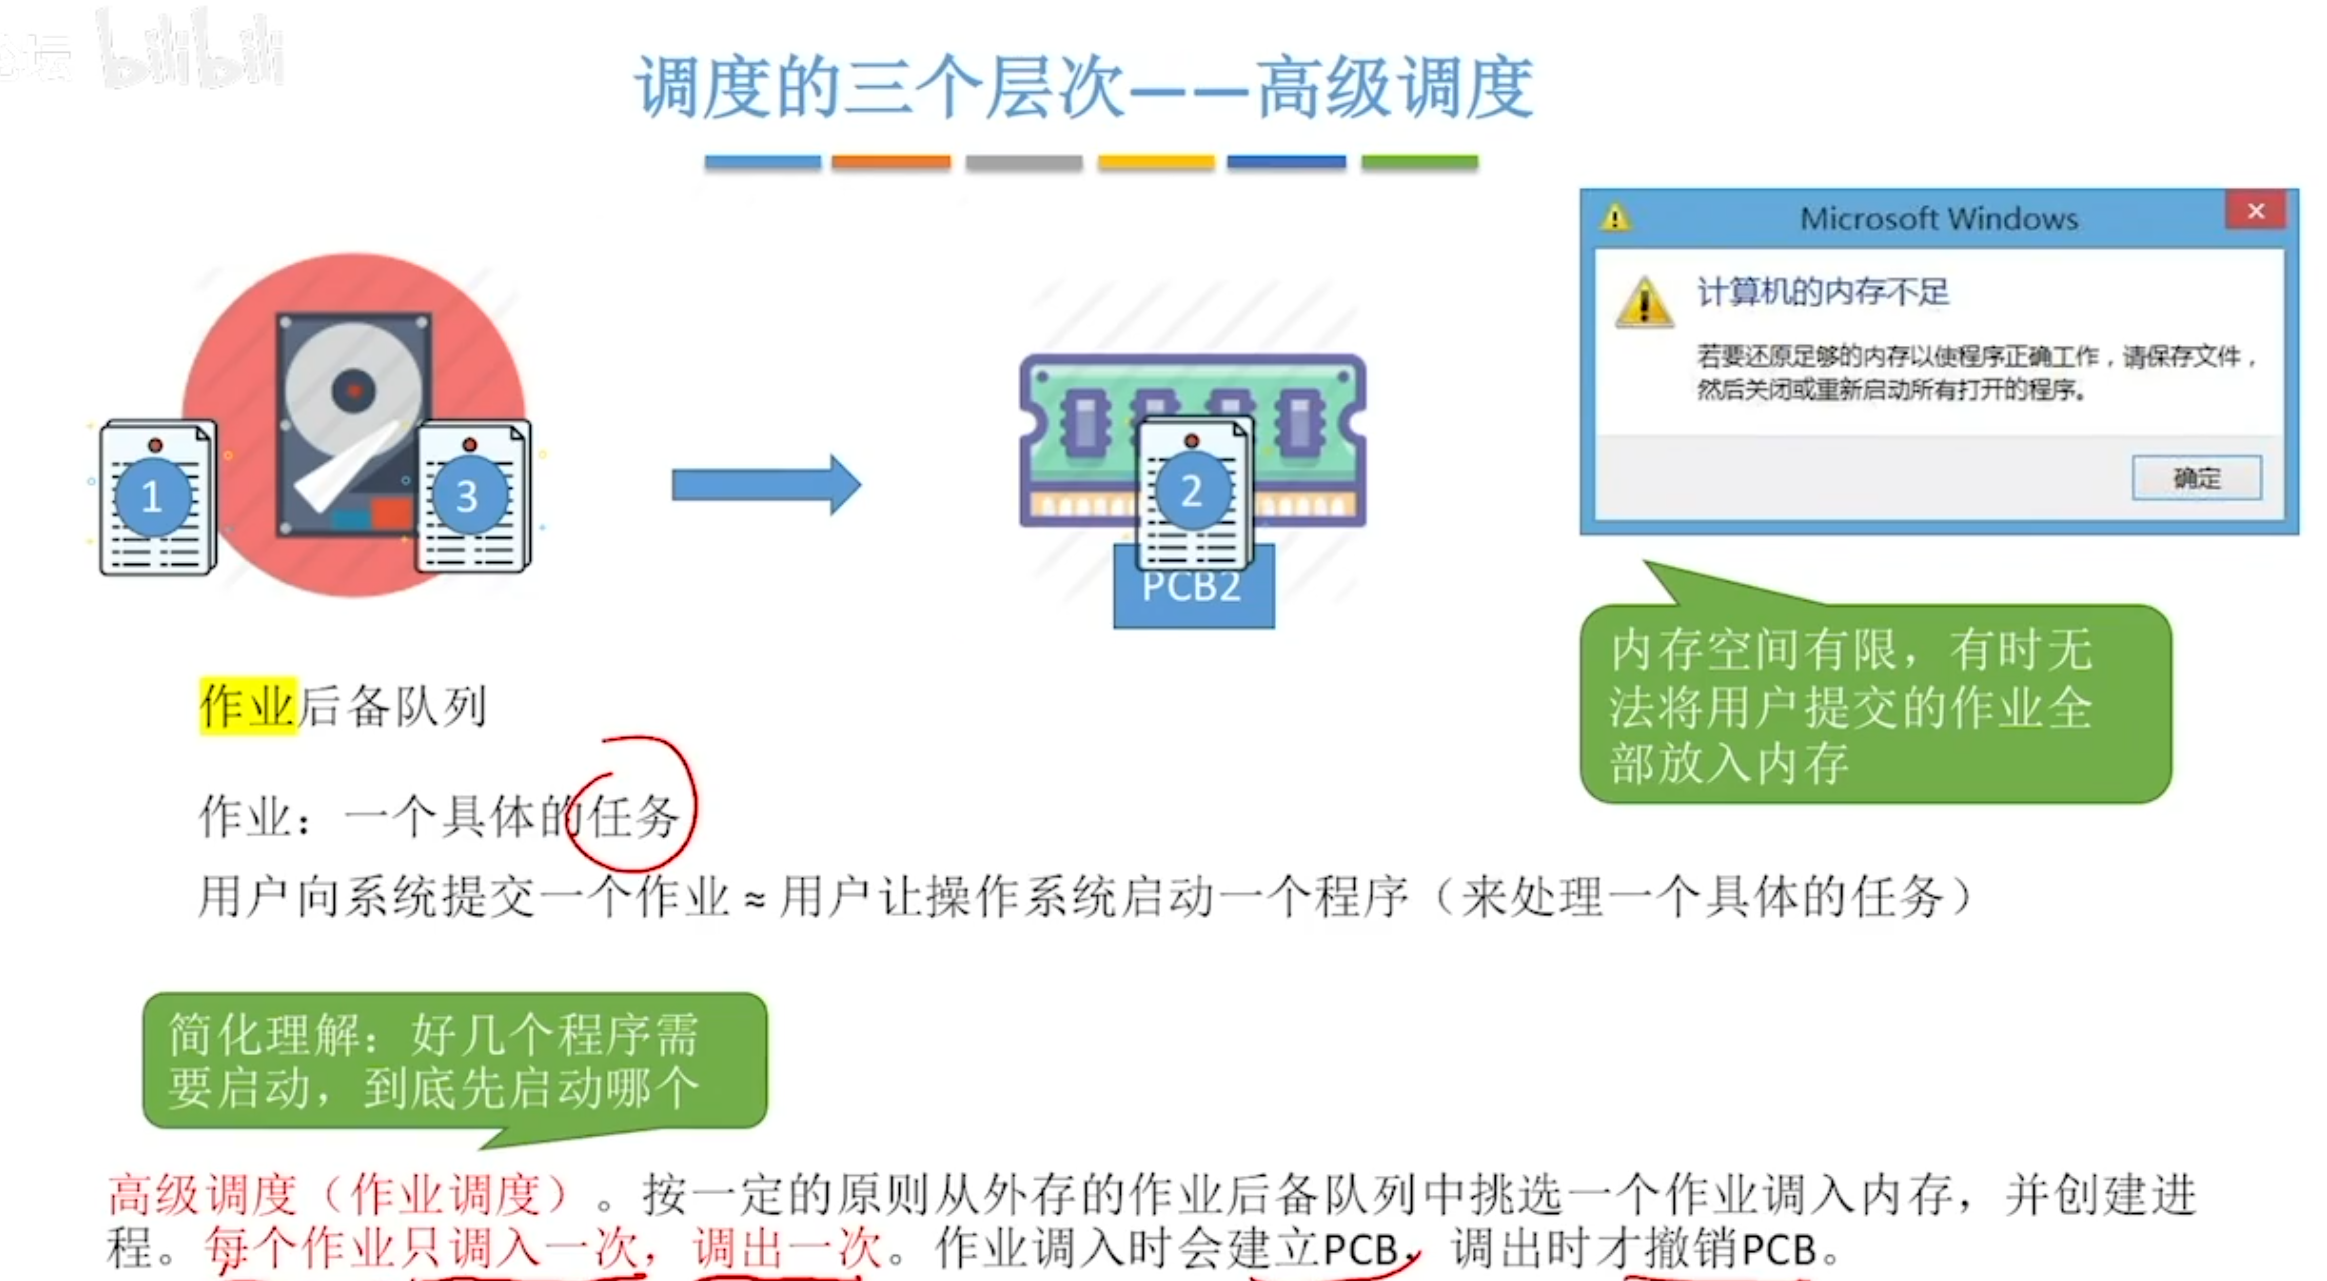 坛 bilibili
调度的三个层次——高级调度
Microsoft Windows
计算机的内存不足
若要还原足够的内存以使程序正确工作，请保存文件，
然后关闭或重新启动所有打开的程序。
确定
1
3
2
PCB2
内存空间有限，有时无
法将用户提交的作业全
部放入内存
作业后备队列
作业：一个具体的任务
用户向系统提交一个作业 ≈ 用户让操作系统启动一个程序（来处理一个具体的任务）
简化理解：好几个程序需
要启动，到底先启动哪个
高级调度（作业调度）。按一定的原则从外存的作业后备队列中挑选一个作业调入内存，并创建进
程。每个作业只调入一次，调出一次。作业调入时会建立PCB，调出时才撤销PCB。